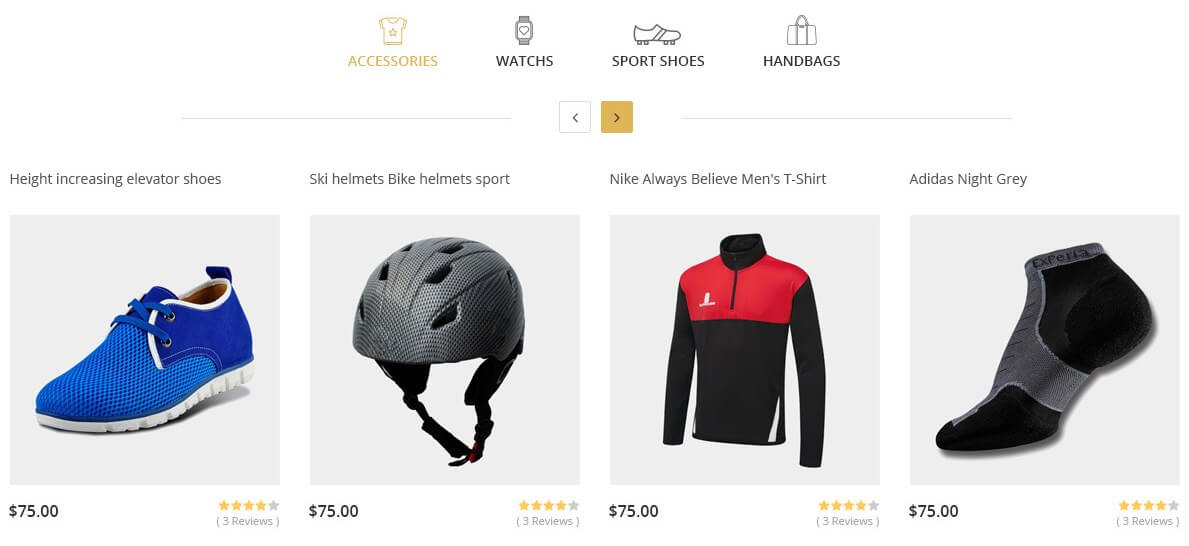 ACCESSORIES
WATCHS
SPORT SHOES
HANDBAGS
Height increasing elevator shoes
Ski helmets Bike helmets sport
Nike Always Believe Men's T-Shirt
Adidas Night Grey
Experia
$75.00
( 3 Reviews )
$75.00
( 3 Reviews )
$75.00
( 3 Reviews )
$75.00
( 3 Reviews )